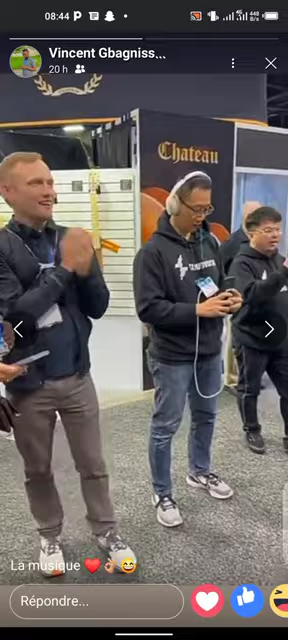 08:44
Vincent Gbagniss...
20 h
Chateau
La musique ❤️👌😅
Répondre...